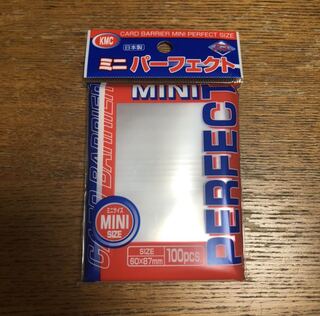 KMC
CARD BARRIER MINI PERFECT SIZE
日本製
ミニ パーフェクト
MINI
PERFECT
CARD BARRIER
ミニサイズ
MINI
SIZE
SIZE
60×87mm
100pcs